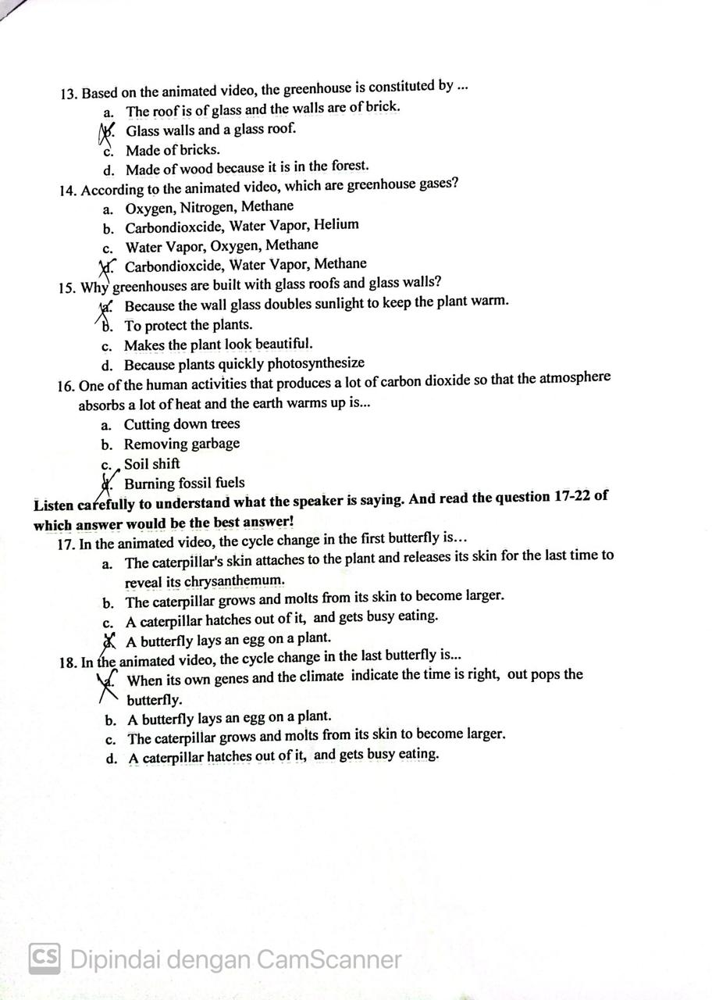 13. Based on the animated video, the greenhouse is constituted by ...
a. The roof is of glass and the walls are of brick.
b. Glass walls and a glass roof.
c. Made of bricks.
d. Made of wood because it is in the forest.
14. According to the animated video, which are greenhouse gases?
a. Oxygen, Nitrogen, Methane
b. Carbondioxcide, Water Vapor, Helium
c. Water Vapor, Oxygen, Methane
d. Carbondioxcide, Water Vapor, Methane
15. Why greenhouses are built with glass roofs and glass walls?
a. Because the wall glass doubles sunlight to keep the plant warm.
b. To protect the plants.
c. Makes the plant look beautiful.
d. Because plants quickly photosynthesize
16. One of the human activities that produces a lot of carbon dioxide so that the atmosphere
absorbs a lot of heat and the earth warms up is...
a. Cutting down trees
b. Removing garbage
c. Soil shift
d. Burning fossil fuels
Listen carefully to understand what the speaker is saying. And read the question 17-22 of
which answer would be the best answer!
17. In the animated video, the cycle change in the first butterfly is...
a. The caterpillar's skin attaches to the plant and releases its skin for the last time to
reveal its chrysanthemum.
b. The caterpillar grows and molts from its skin to become larger.
c. A caterpillar hatches out of it, and gets busy eating.
d. A butterfly lays an egg on a plant.
18. In the animated video, the cycle change in the last butterfly is...
a. When its own genes and the climate indicate the time is right, out pops the
butterfly.
b. A butterfly lays an egg on a plant.
c. The caterpillar grows and molts from its skin to become larger.
d. A caterpillar hatches out of it, and gets busy eating.
CS Dipindai dengan CamScanner